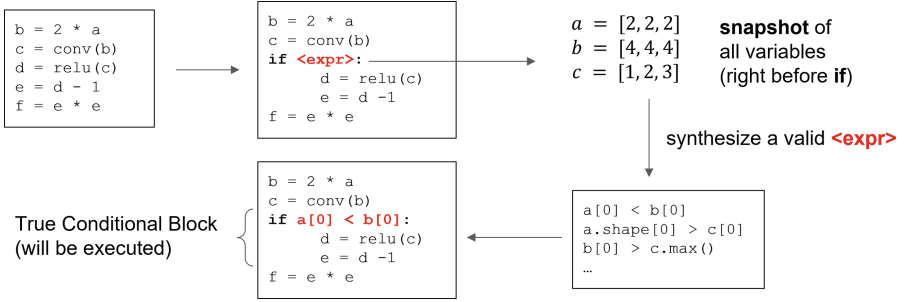 b = 2 * a
c = conv(b)
d = relu(c)
e = d - 1
f = e * e
b = 2 * a
c = conv(b)
if <expr>:
d = relu(c)
e = d -1
f = e * e
a = [2, 2, 2]
b = [4, 4, 4]
c = [1, 2, 3]
snapshot of
all variables
(right before if)
synthesize a valid <expr>
a[0] < b[0]
a.shape[0] > c[0]
b[0] > c.max()
…
b = 2 * a
c = conv(b)
if a[0] < b[0]:
d = relu(c)
e = d -1
f = e * e
True Conditional Block
(will be executed)